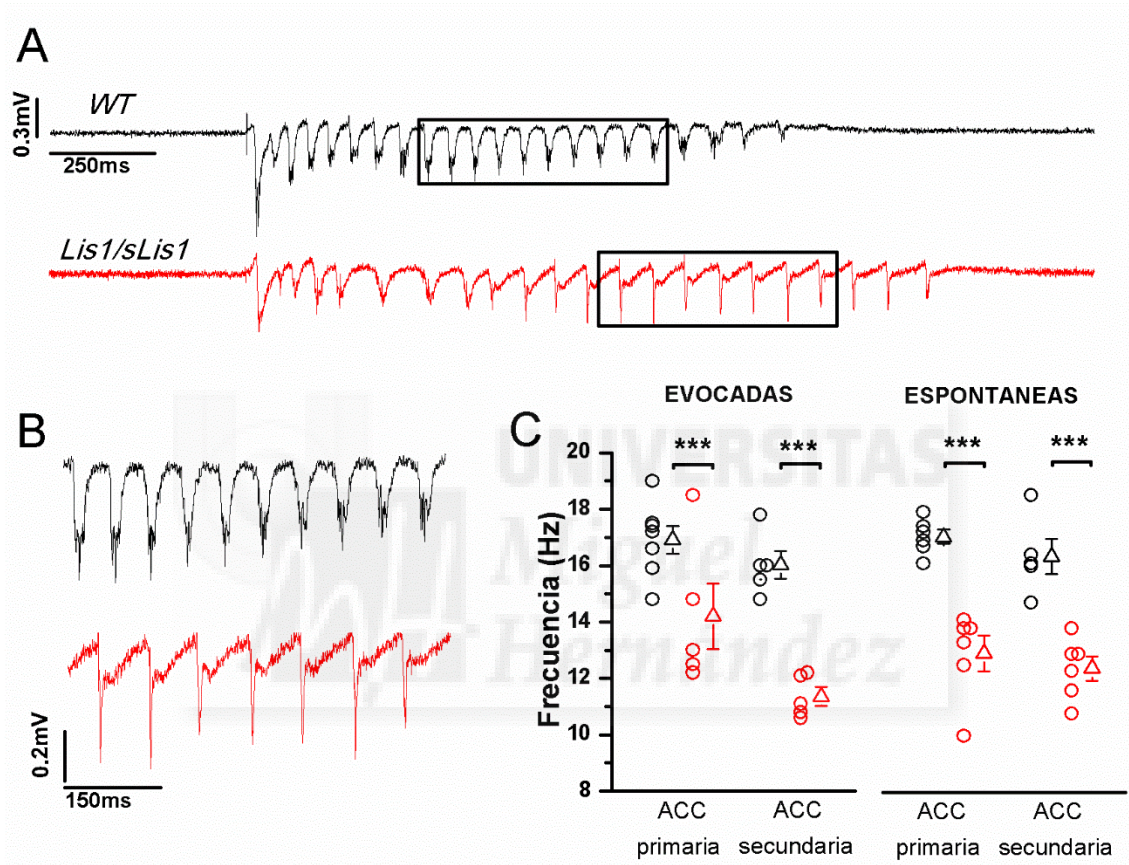 A
0.3mV
WT
250ms
Lis1/sLis1
B
0.2mV
150ms
C
EVOCADAS
ESPONTANEAS
***
***
***
***
Frecuencia (Hz)
20
18
16
14
12
10
8
ACC
primaria
ACC
secundaria
ACC
primaria
ACC
secundaria
UNIVERSITAS
Miguel
Hernández